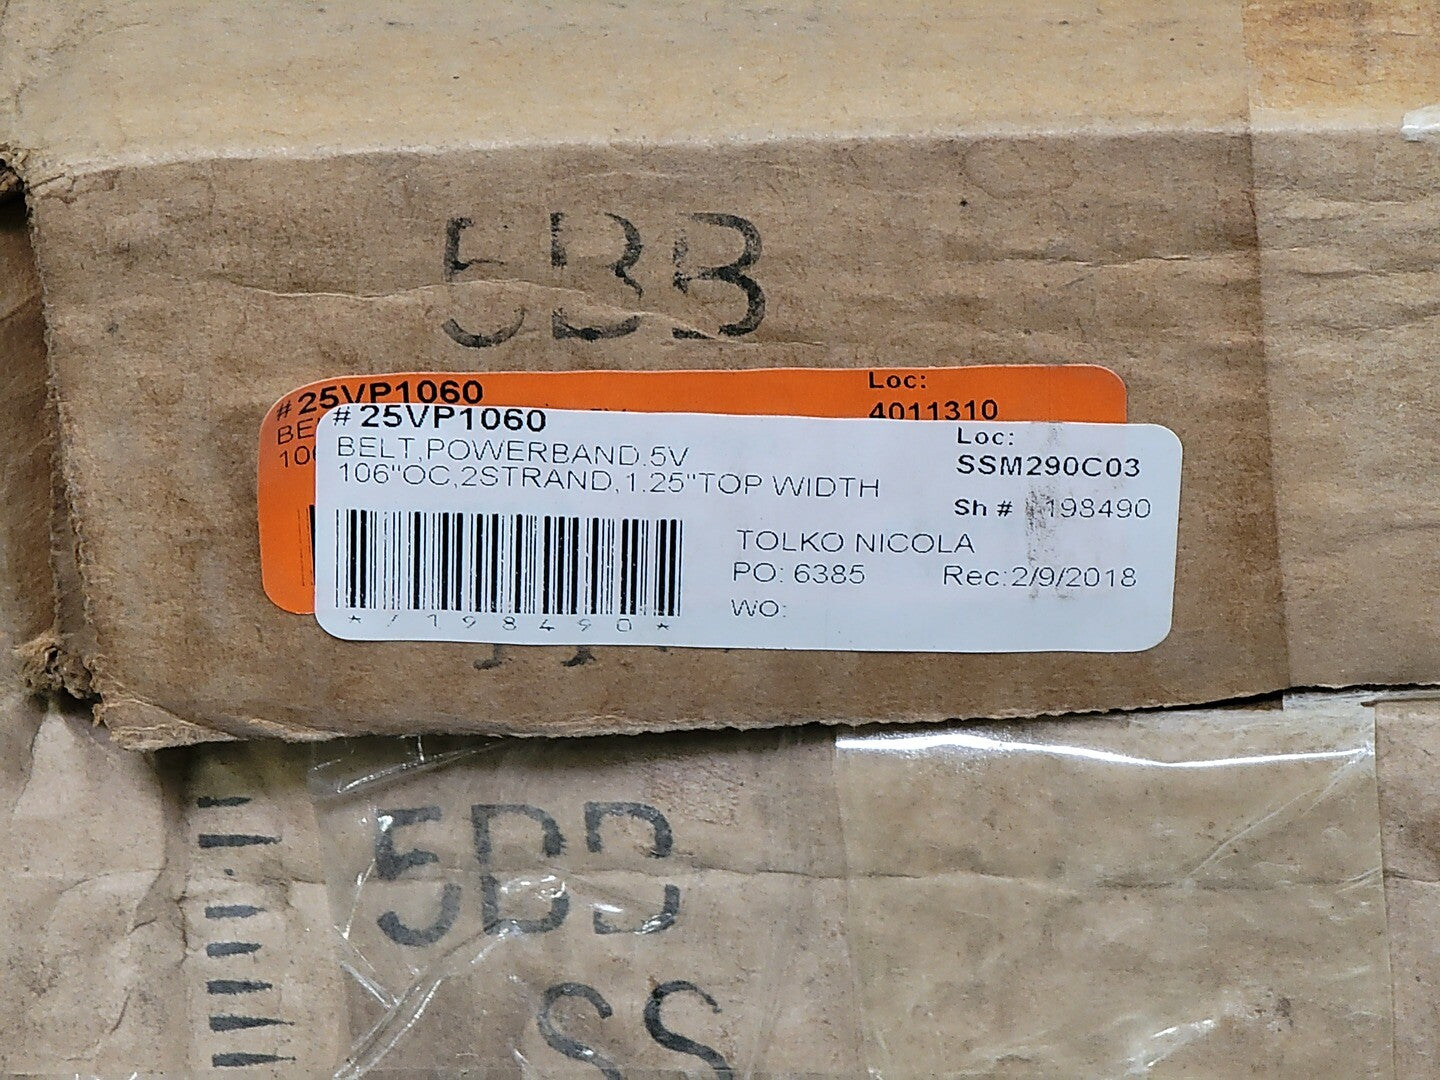 5BB
#25VP1060
Loc:
4011310
#25VP1060
BELT,POWERBAND.5V
106"OC,2STRAND,1.25"TOP WIDTH
Loc:
SSM290C03
Sh # 198490
TOLKO NICOLA
PO: 6385
Rec:2/9/2018
WO:
*/198490*
SS